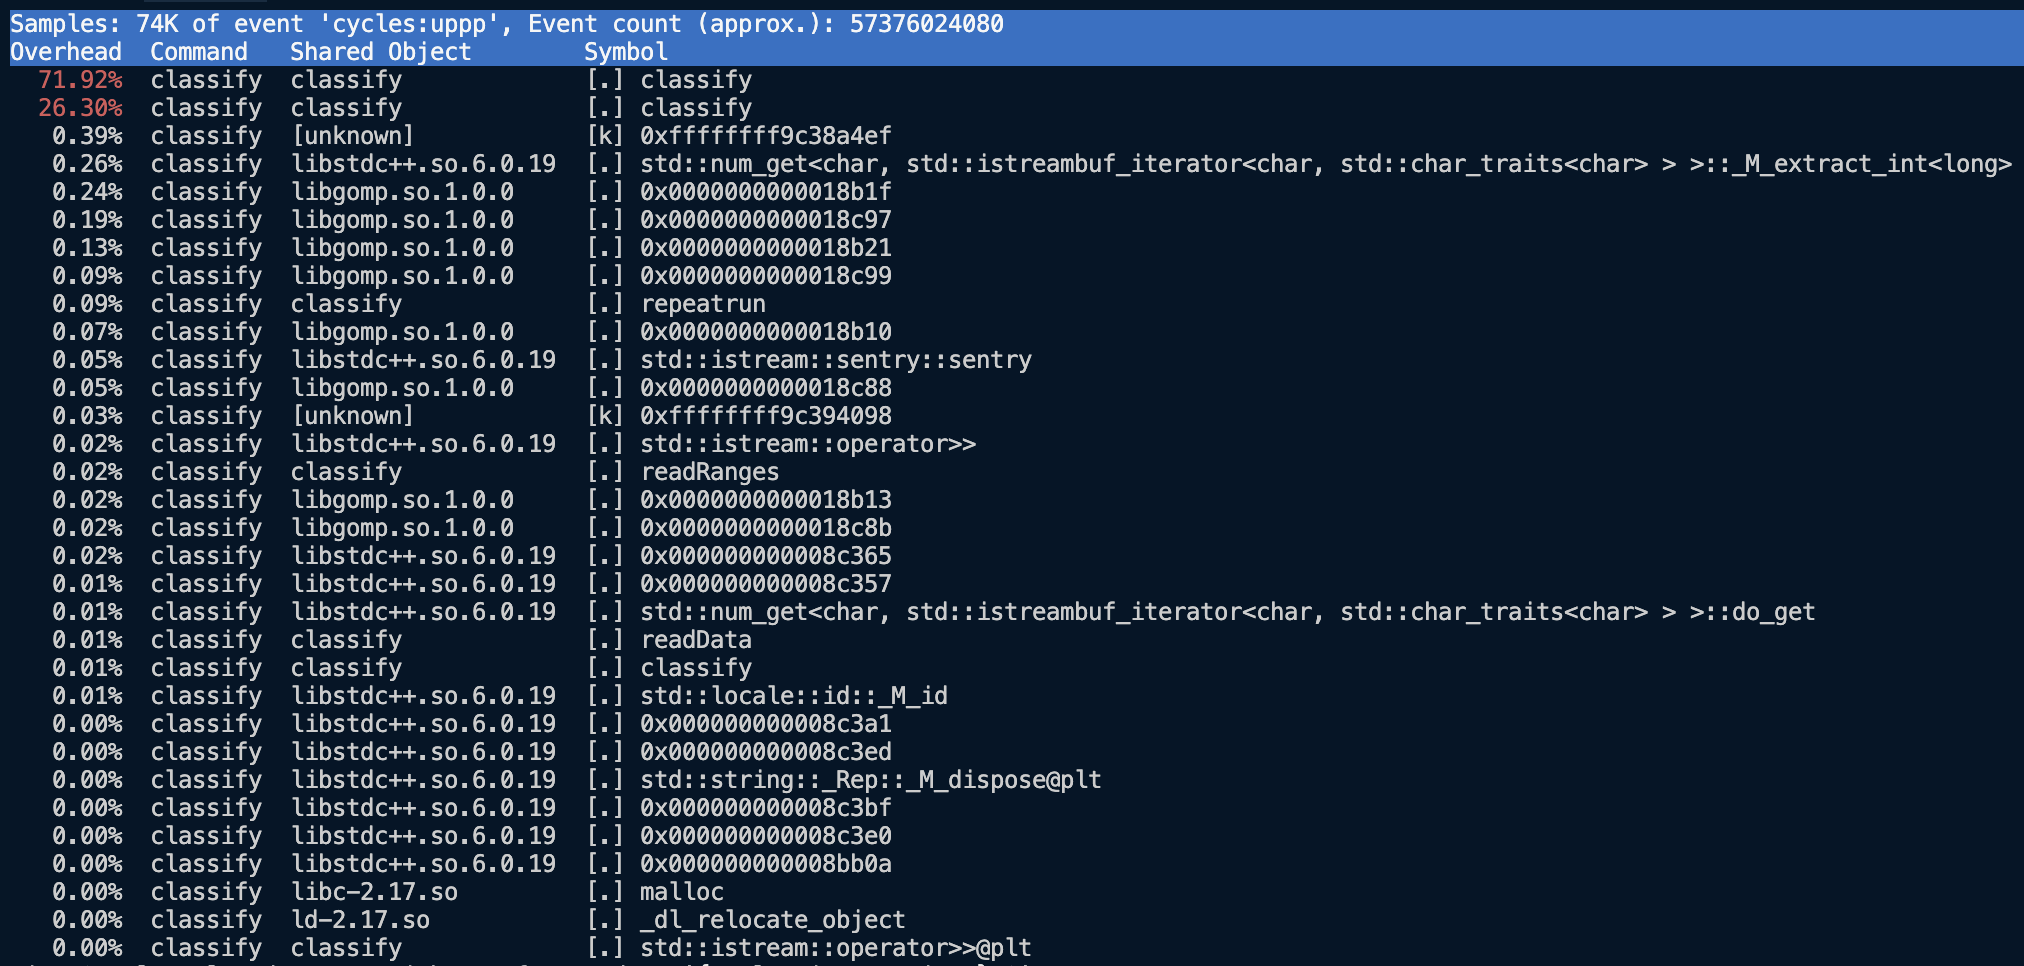 Samples: 74K of event 'cycles:uppp', Event count (approx.): 57376024080
Overhead  Command  Shared Object        Symbol
71.92%  classify  classify             [.] classify
26.30%  classify  classify             [.] classify
0.39%  classify  [unknown]            [k] 0xffffffff9c38a4ef
0.26%  classify  libstdc++.so.6.0.19  [.] std::num_get<char, std::istreambuf_iterator<char, std::char_traits<char> > >::_M_extract_int<long>
0.24%  classify  libgomp.so.1.0.0     [.] 0x0000000000018b1f
0.19%  classify  libgomp.so.1.0.0     [.] 0x0000000000018c97
0.13%  classify  libgomp.so.1.0.0     [.] 0x0000000000018b21
0.09%  classify  libgomp.so.1.0.0     [.] 0x0000000000018c99
0.09%  classify  classify             [.] repeatrun
0.07%  classify  libgomp.so.1.0.0     [.] 0x0000000000018b10
0.05%  classify  libstdc++.so.6.0.19  [.] std::istream::sentry::sentry
0.05%  classify  libgomp.so.1.0.0     [.] 0x0000000000018c88
0.03%  classify  [unknown]            [k] 0xffffffff9c394098
0.02%  classify  libstdc++.so.6.0.19  [.] std::istream::operator>>
0.02%  classify  classify             [.] readRanges
0.02%  classify  libgomp.so.1.0.0     [.] 0x0000000000018b13
0.02%  classify  libgomp.so.1.0.0     [.] 0x0000000000018c8b
0.02%  classify  libstdc++.so.6.0.19  [.] 0x000000000008c365
0.01%  classify  libstdc++.so.6.0.19  [.] 0x000000000008c357
0.01%  classify  libstdc++.so.6.0.19  [.] std::num_get<char, std::istreambuf_iterator<char, std::char_traits<char> > >::do_get
0.01%  classify  classify             [.] readData
0.01%  classify  classify             [.] classify
0.01%  classify  libstdc++.so.6.0.19  [.] std::locale::id::_M_id
0.00%  classify  libstdc++.so.6.0.19  [.] 0x000000000008c3a1
0.00%  classify  libstdc++.so.6.0.19  [.] 0x000000000008c3ed
0.00%  classify  libstdc++.so.6.0.19  [.] std::string::_Rep::_M_dispose@plt
0.00%  classify  libstdc++.so.6.0.19  [.] 0x000000000008c3bf
0.00%  classify  libstdc++.so.6.0.19  [.] 0x000000000008c3e0
0.00%  classify  libstdc++.so.6.0.19  [.] 0x000000000008bb0a
0.00%  classify  libc-2.17.so         [.] malloc
0.00%  classify  ld-2.17.so           [.] _dl_relocate_object
0.00%  classify  classify             [.] std::istream::operator>>@plt